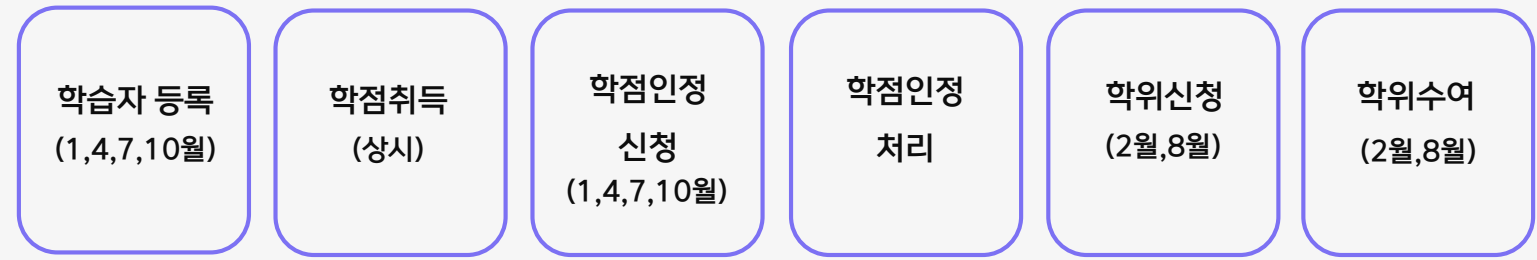 학습자 등록
(1,4,7,10월)
학점취득
(상시)
학점인정
신청
(1,4,7,10월)
학점인정
처리
학위신청
(2월,8월)
학위수여
(2월,8월)